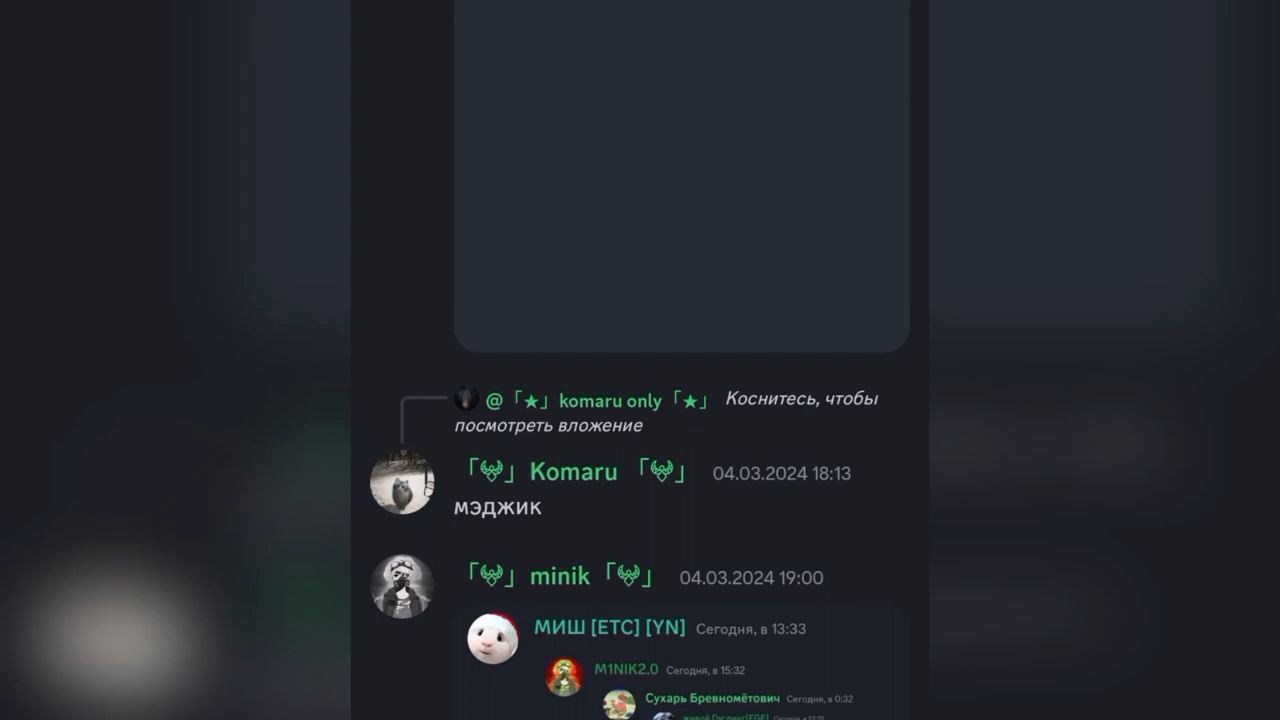 @「★」komaru only「★」 Коснитесь, чтобы
посмотреть вложение
「」Komaru「」 04.03.2024 18:13
мэджик
「」minik「」 04.03.2024 19:00
МИШ [ETC] [YN] Сегодня, в 13:33
M1NIK2.0 Сегодня, в 15:32
Сухарь Бревномётович Сегодня, в 0:32